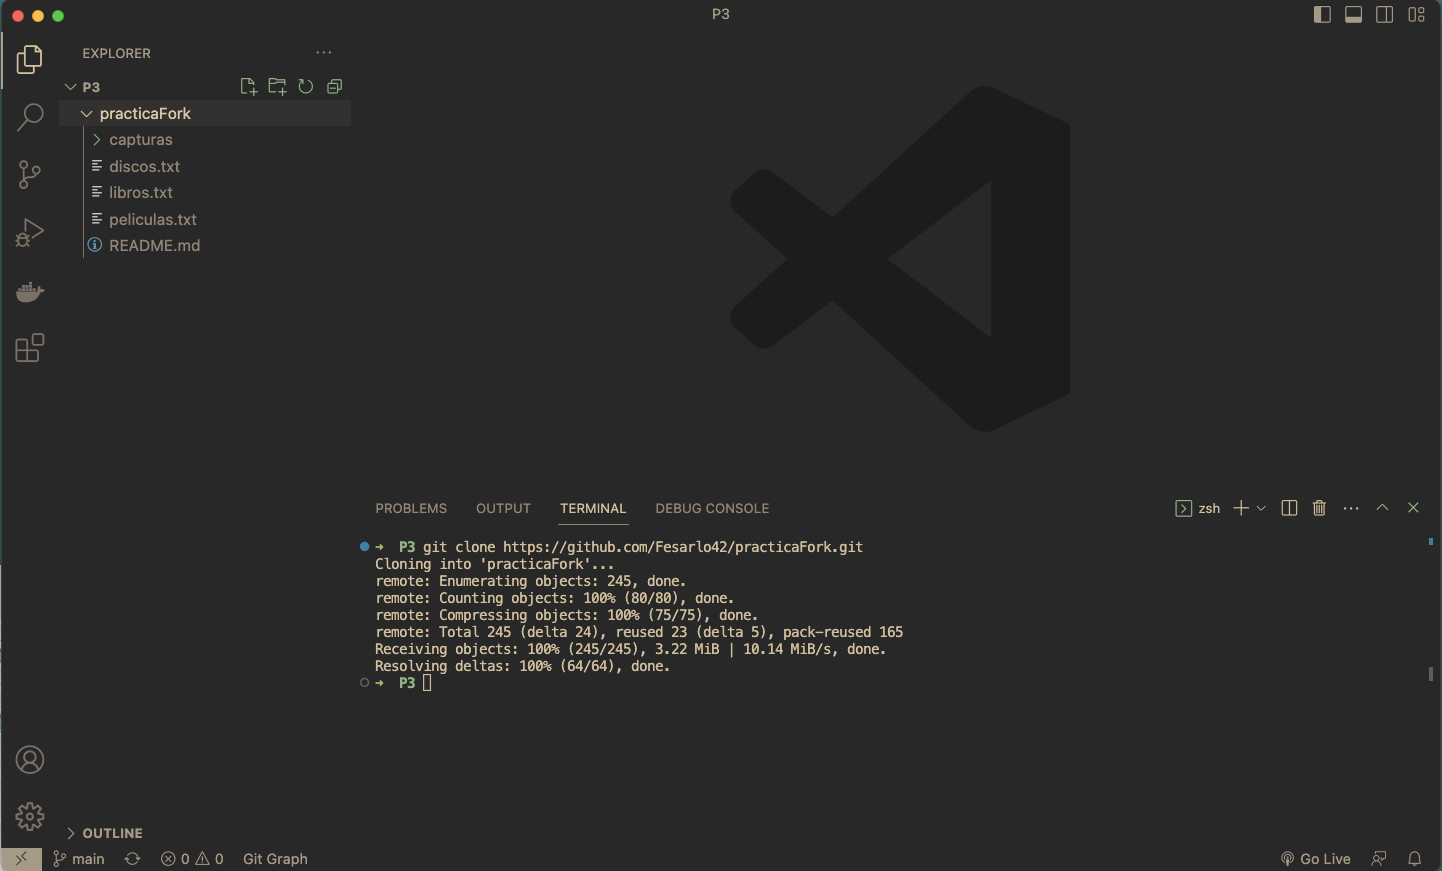 P3
EXPLORER
P3
practicaFork
capturas
discos.txt
libros.txt
peliculas.txt
README.md
PROBLEMS OUTPUT TERMINAL DEBUG CONSOLE zsh
➜ P3 git clone https://github.com/Fesarlo42/practicaFork.git
Cloning into 'practicaFork'...
remote: Enumerating objects: 245, done.
remote: Counting objects: 100% (80/80), done.
remote: Compressing objects: 100% (75/75), done.
remote: Total 245 (delta 24), reused 23 (delta 5), pack-reused 165
Receiving objects: 100% (245/245), 3.22 MiB | 10.14 MiB/s, done.
Resolving deltas: 100% (64/64), done.
➜ P3
OUTLINE
main 0 0 Git Graph Go Live